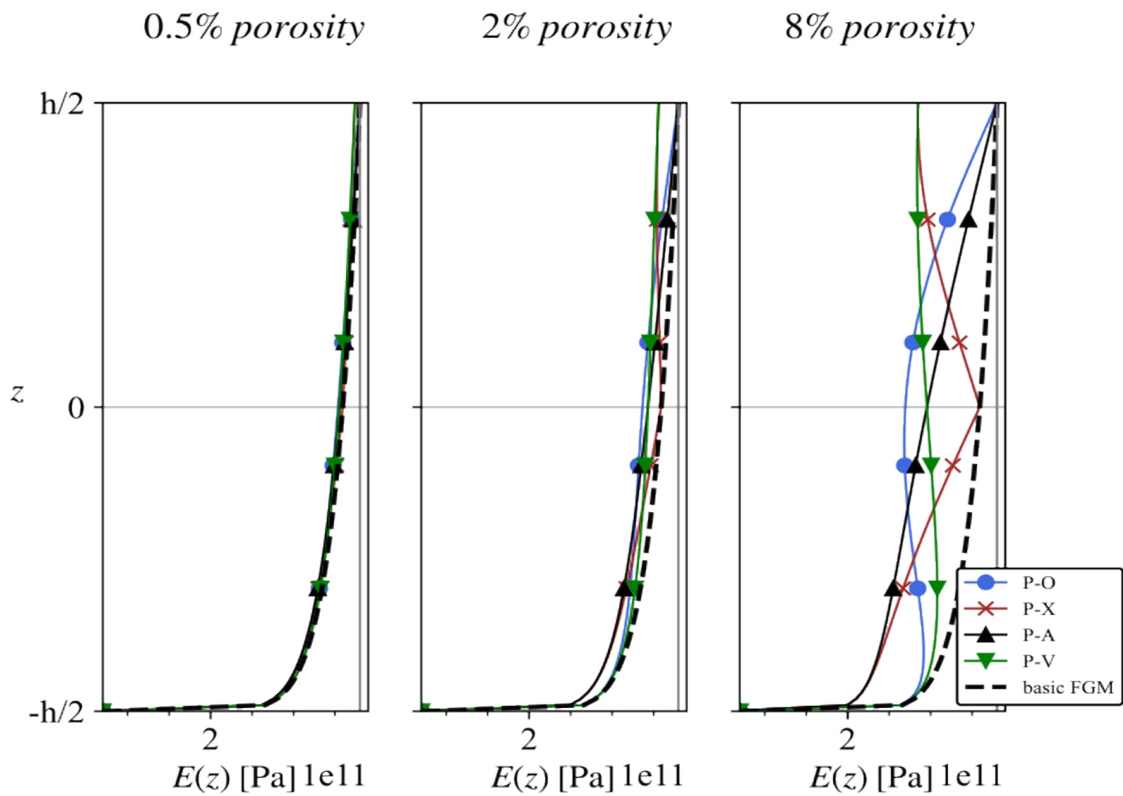 0.5% porosity
2% porosity
8% porosity
h/2
z
0
-h/2
2
2
2
E(z) [Pa] 1e11
E(z) [Pa] 1e11
E(z) [Pa] 1e11
P-O
P-X
P-A
P-V
basic FGM